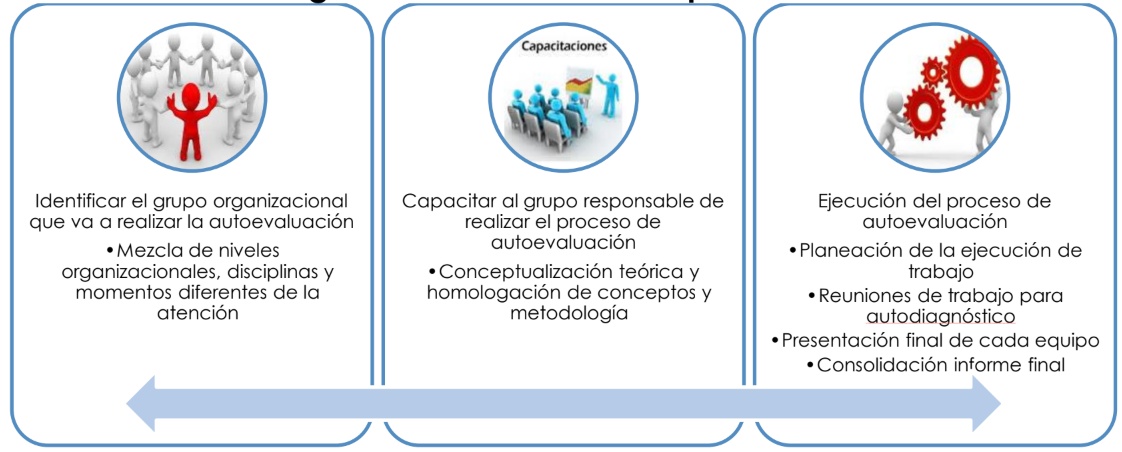 Identificar el grupo organizacional
que va a realizar la autoevaluación
•Mezcla de niveles
organizacionales, disciplinas y
momentos diferentes de la
atención
Capacitaciones
Capacitar al grupo responsable de
realizar el proceso de
autoevaluación
•Conceptualización teórica y
homologación de conceptos y
metodología
Ejecución del proceso de
autoevaluación
•Planeación de la ejecución de
trabajo
•Reuniones de trabajo para
autodiagnóstico
•Presentación final de cada equipo
•Consolidación informe final